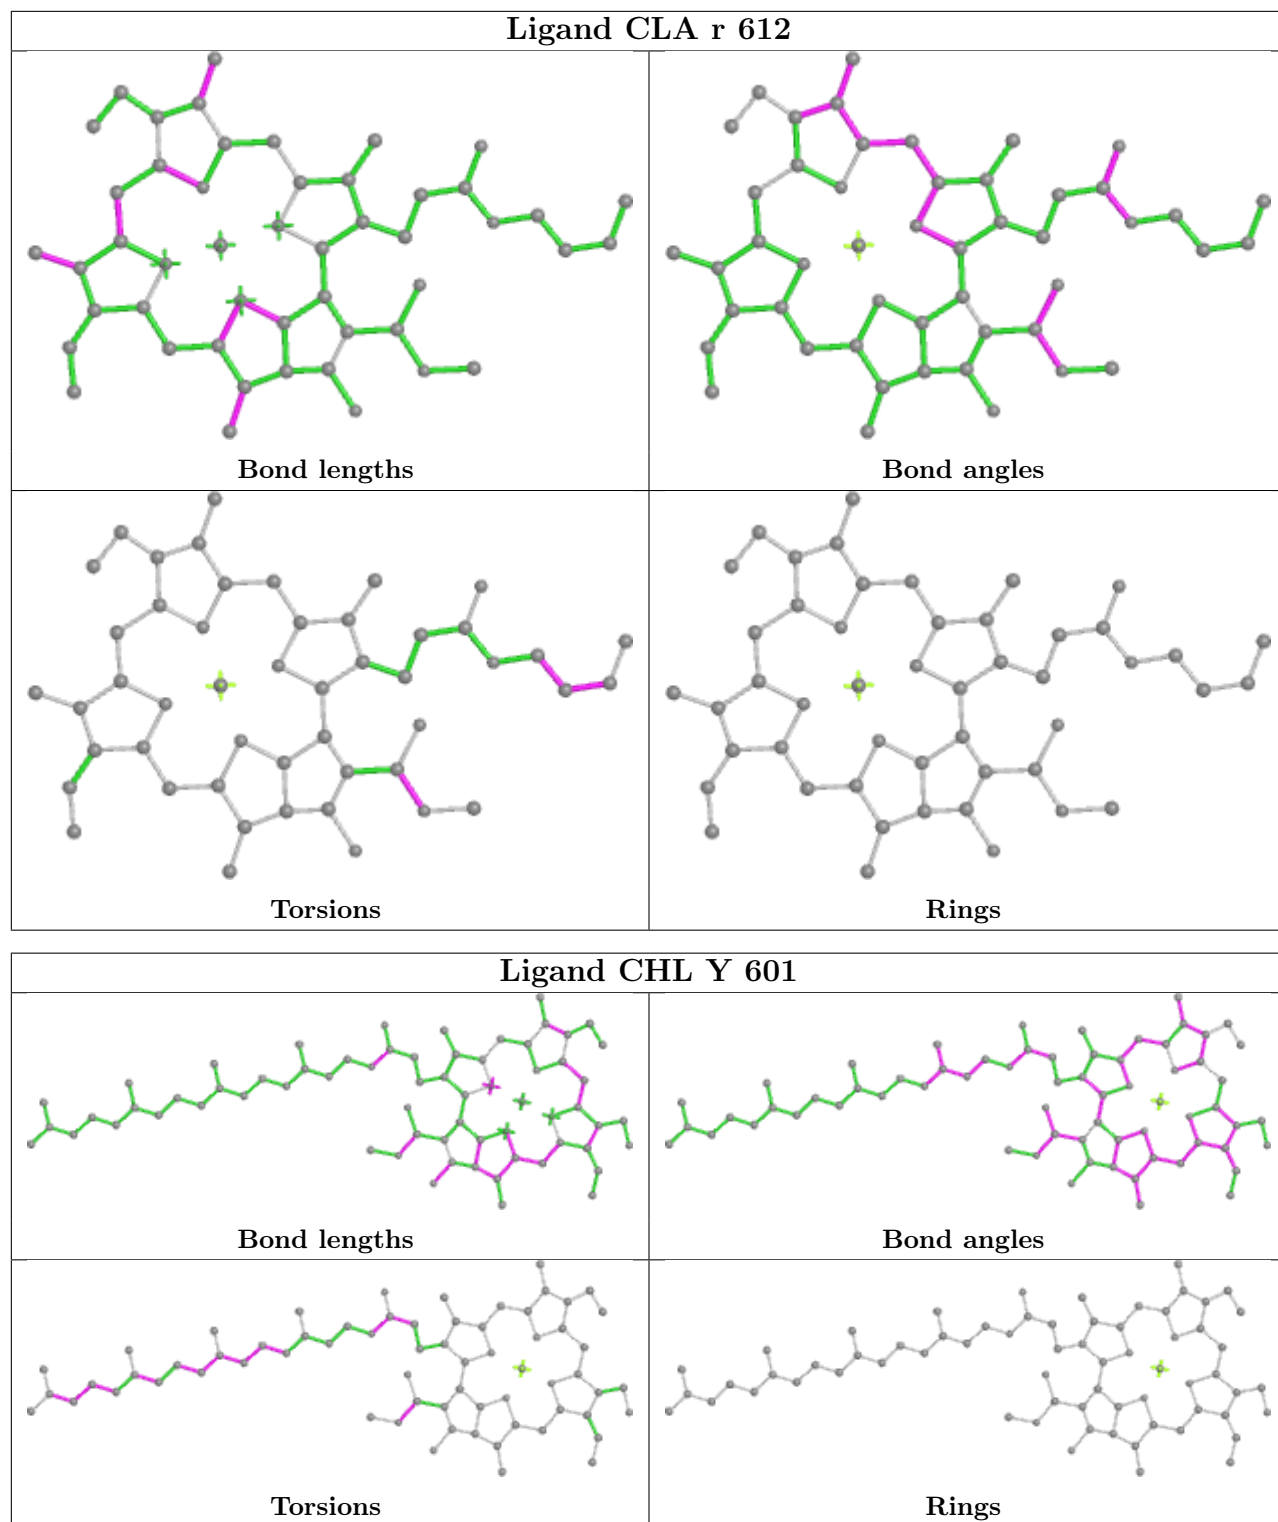 Ligand CLA r 612
Bond lengths
Bond angles
Torsions
Rings
Ligand CHL Y 601
Bond lengths
Bond angles
Torsions
Rings